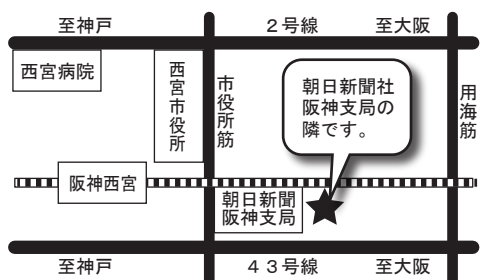 至神戸
2号線
至大阪
西宮病院
西宮市役所
市役所筋
朝日新聞社
阪神支局の
隣です。
用海筋
阪神西宮
朝日新聞
阪神支局
至神戸
43号線
至大阪